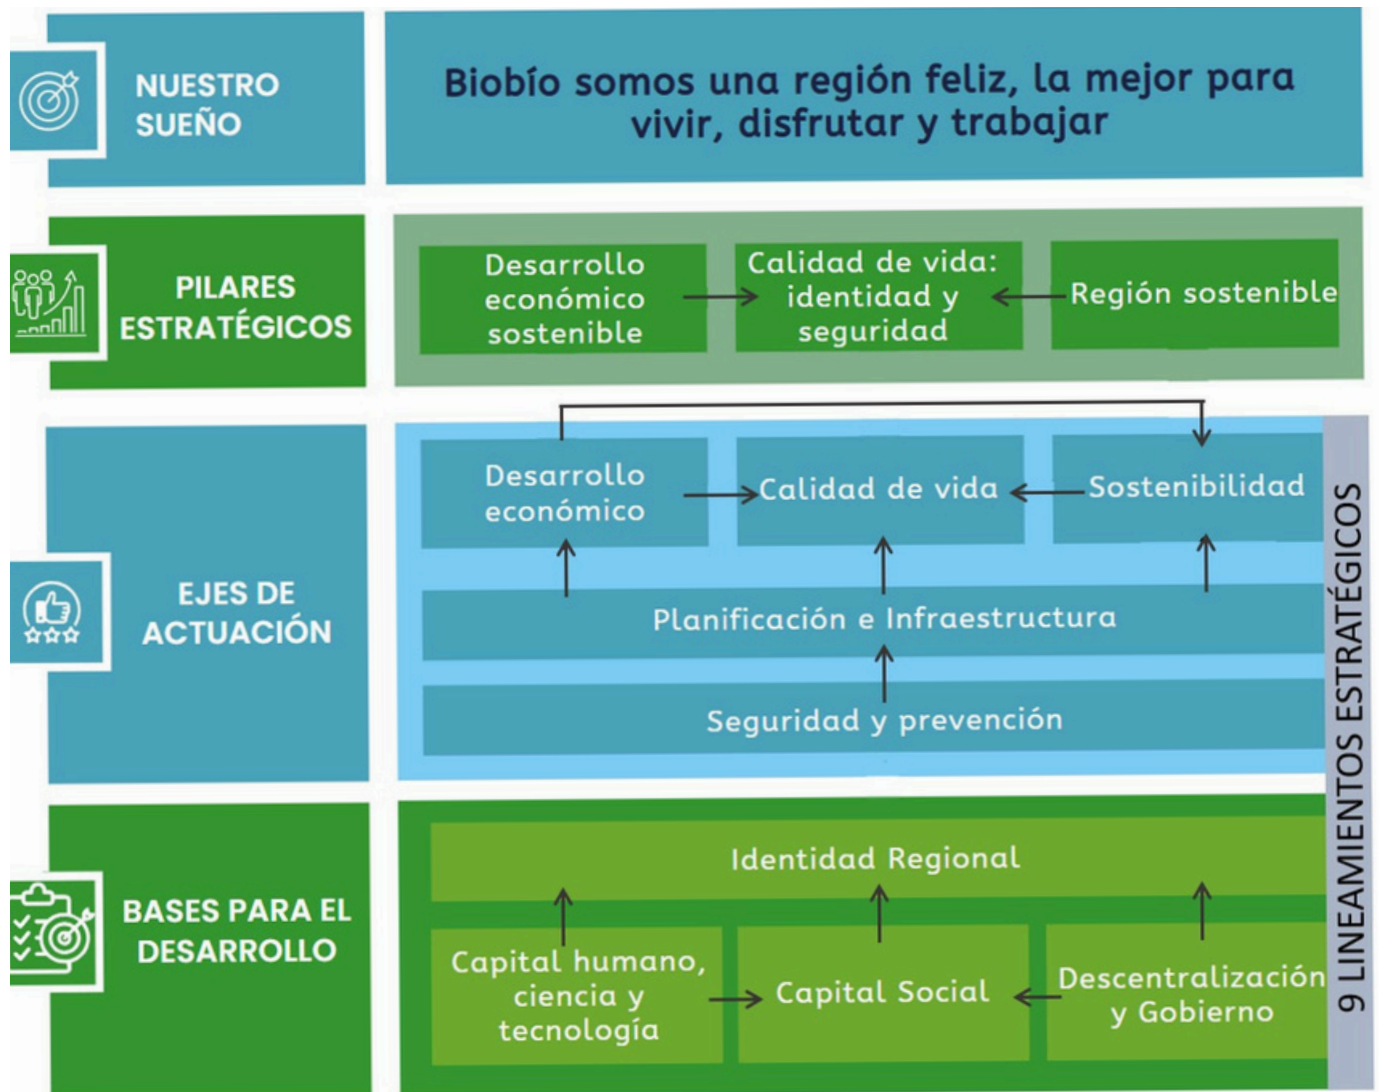 NUESTRO
SUEÑO
Biobío somos una región feliz, la mejor para
vivir, disfrutar y trabajar
PILARES
ESTRATÉGICOS
Desarrollo
económico
sostenible
Calidad de vida:
identidad y
seguridad
Región sostenible
EJES DE
ACTUACIÓN
Desarrollo
económico
Calidad de vida
Sostenibilidad
Planificación e Infraestructura
Seguridad y prevención
BASES PARA EL
DESARROLLO
Identidad Regional
Capital humano,
ciencia y
tecnología
Capital Social
Descentralización
y Gobierno
9 LINEAMIENTOS ESTRATÉGICOS